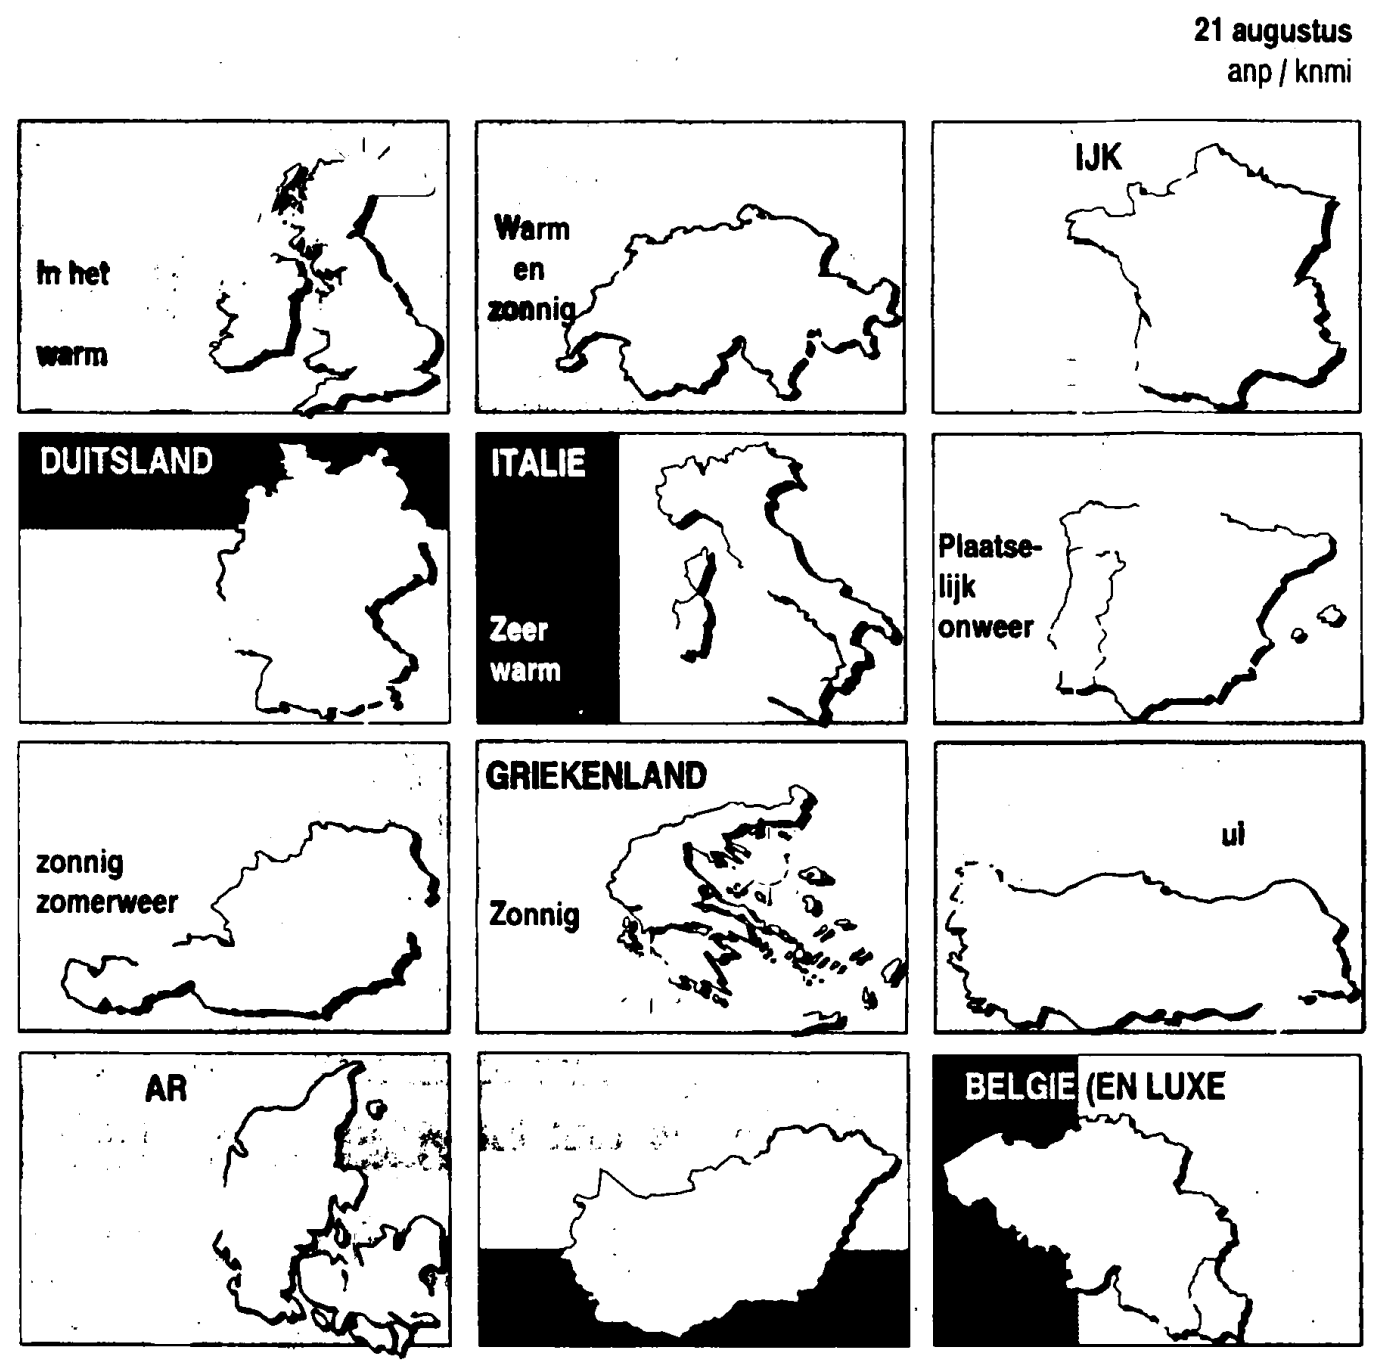 21 augustus
anp / knmi
In het
warm
Warm
en
zonnig
IJK
DUITSLAND
ITALIE
Zeer
warm
Plaatse-
lijk
onweer
zonnig
zomerweer
GRIEKENLAND
Zonnig
ui
AR
BELGIE (EN LUXE